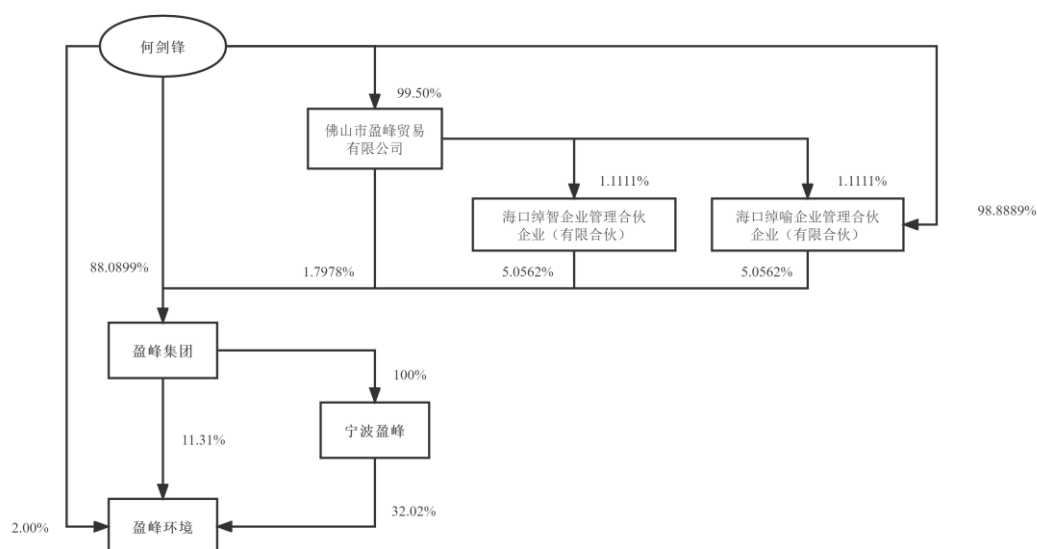 何剑锋
99.50%
佛山市盈峰贸易
有限公司
1.1111%
1.1111%
海口绰智企业管理合伙
企业（有限合伙）
海口绰喻企业管理合伙
企业（有限合伙）
98.8889%
88.0899%
1.7978%
5.0562%
5.0562%
盈峰集团
100%
宁波盈峰
11.31%
32.02%
2.00%
盈峰环境